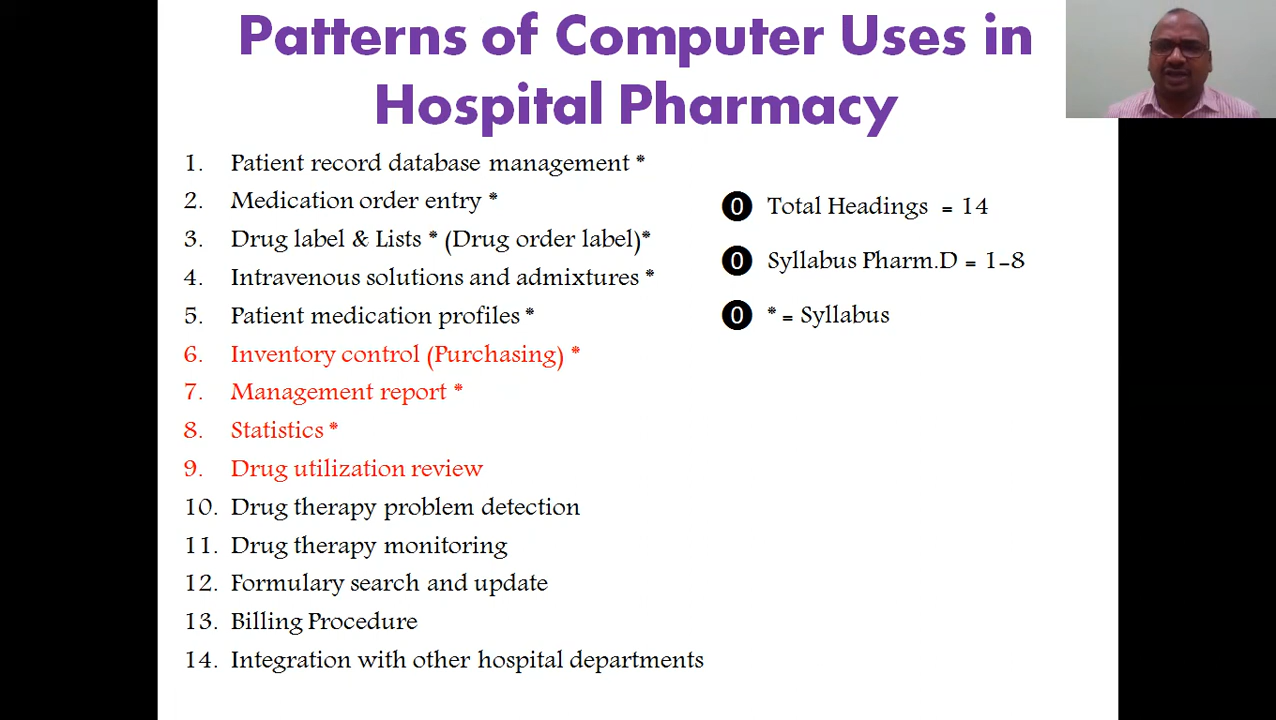 Patterns of Computer Uses in
Hospital Pharmacy
1. Patient record database management *
2. Medication order entry *
3. Drug label & Lists * (Drug order label)*
4. Intravenous solutions and admixtures *
5. Patient medication profiles *
6. Inventory control (Purchasing) *
7. Management report *
8. Statistics *
9. Drug utilization review
10. Drug therapy problem detection
11. Drug therapy monitoring
12. Formulary search and update
13. Billing Procedure
14. Integration with other hospital departments
0 Total Headings = 14
0 Syllabus Pharm.D = 1-8
0 * = Syllabus